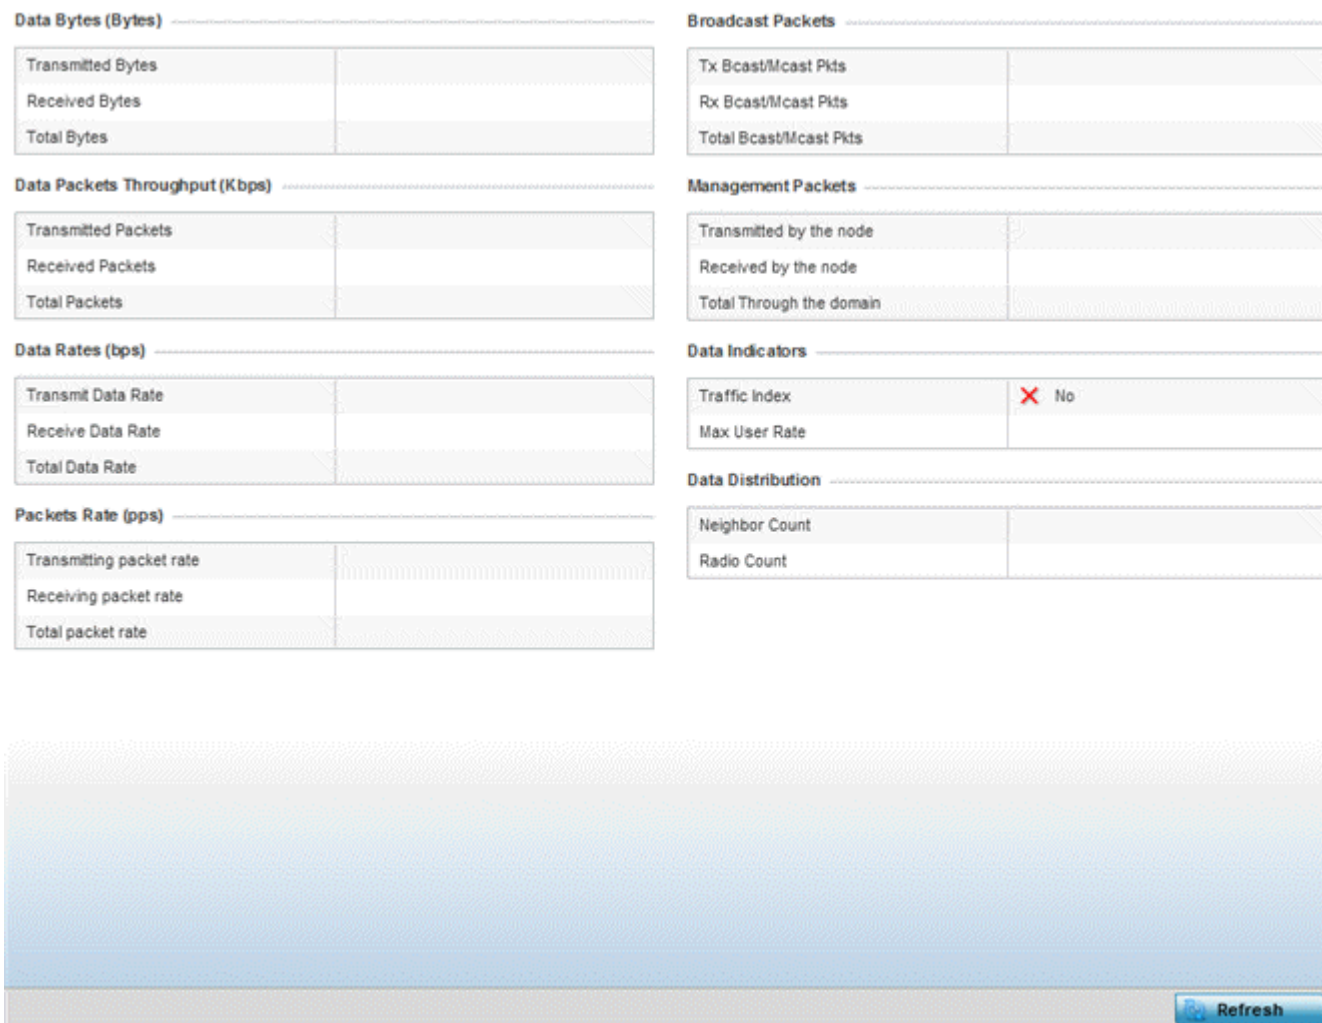 Data Bytes (Bytes)
Transmitted Bytes
Received Bytes
Total Bytes
Data Packets Throughput (Kbps)
Transmitted Packets
Received Packets
Total Packets
Data Rates (bps)
Transmit Data Rate
Receive Data Rate
Total Data Rate
Packets Rate (pps)
Transmitting packet rate
Receiving packet rate
Total packet rate
Broadcast Packets
Tx Bcast/Mcast Pkts
Rx Bcast/Mcast Pkts
Total Bcast/Mcast Pkts
Management Packets
Transmitted by the node
Received by the node
Total Through the domain
Data Indicators
Traffic Index No
Max User Rate
Data Distribution
Neighbor Count
Radio Count
Refresh